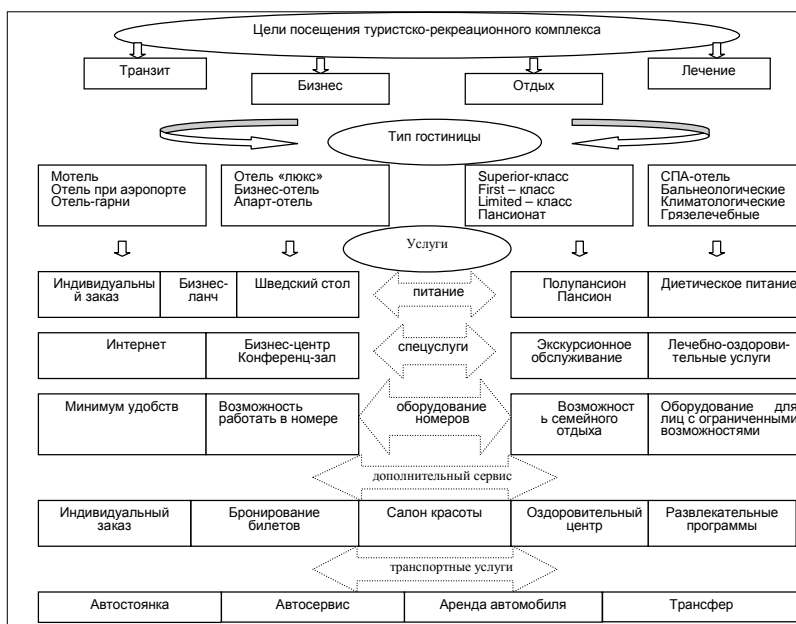 Цели посещения туристско-рекреационного комплекса
Транзит
Бизнес
Отдых
Лечение
Тип гостиницы
Мотель
Отель при аэропорте
Отель-гарни
Отель «люкс»
Бизнес-отель
Апарт-отель
Superior-класс
First – класс
Limited – класс
Пансионат
СПА-отель
Бальнеологические
Климатологические
Грязелечебные
Услуги
Индивидуальны
й заказ
Бизнес-
ланч
Шведский стол
питание
Полупансион
Пансион
Диетическое питание
Интернет
Бизнес-центр
Конференц-зал
спецуслуги
Экскурсионное
обслуживание
Лечебно-оздорови-
тельные услуги
Минимум удобств
Возможность
работать в номере
оборудование
номеров
Возможност
ь семейного
отдыха
Оборудование для
лиц с ограниченными
возможностями
дополнительный сервис
Индивидуальный
заказ
Бронирование
билетов
Салон красоты
Оздоровительный
центр
Развлекательные
программы
транспортные услуги
Автостоянка
Автосервис
Аренда автомобиля
Трансфер